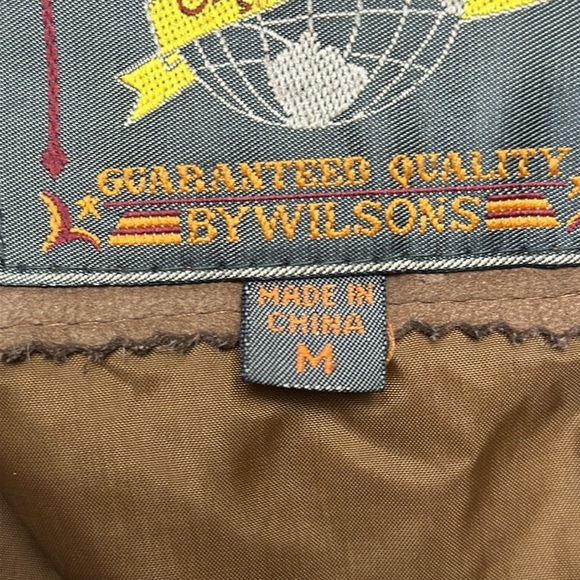 GUARANTEED QUALITY
BY WILSONS
MADE IN
CHINA
M